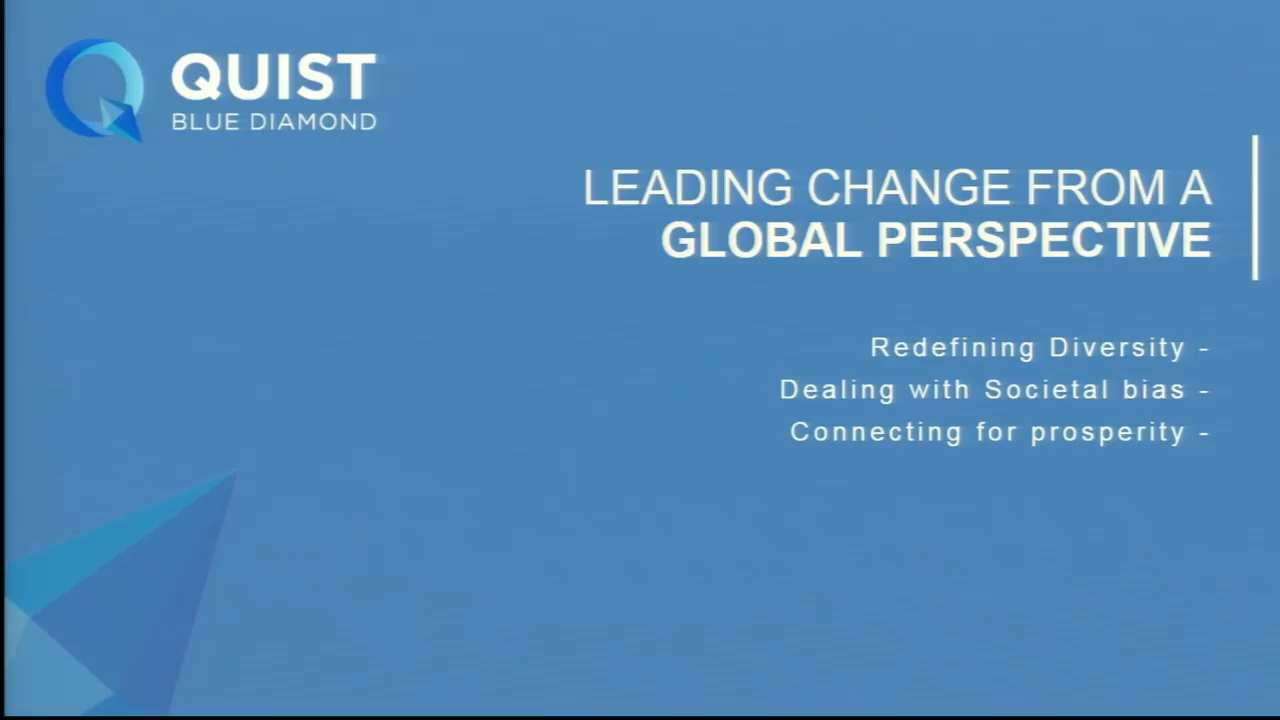 QUIST
BLUE DIAMOND
LEADING CHANGE FROM A
GLOBAL PERSPECTIVE
Redefining Diversity -
Dealing with Societal bias -
Connecting for prosperity -